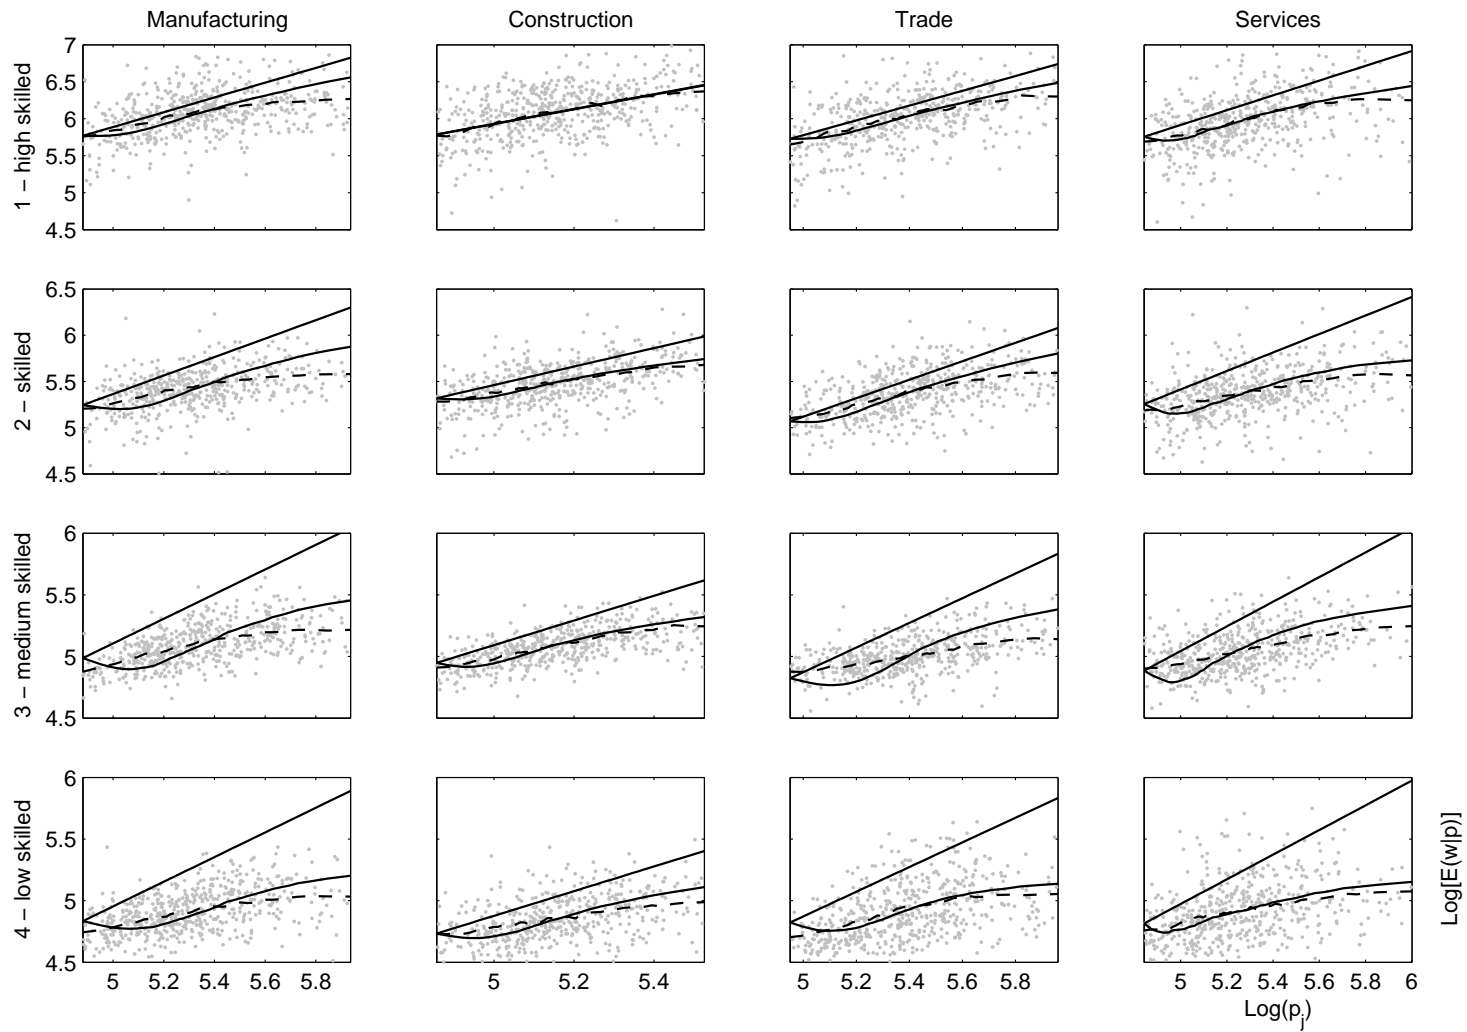 Manufacturing Construction Trade Services
1 – high skilled
7
6.5
6
5.5
5
4.5
2 – skilled
6.5
6
5.5
5
4.5
3 – medium skilled
6
5.5
5
4.5
4 – low skilled
6
5.5
5
4.5
5 5.2 5.4 5.6 5.8 5 5.2 5.4 5 5.2 5.4 5.6 5.8 5 5.2 5.4 5.6 5.8 6
Log(p_j)
Log[E(w|p)]